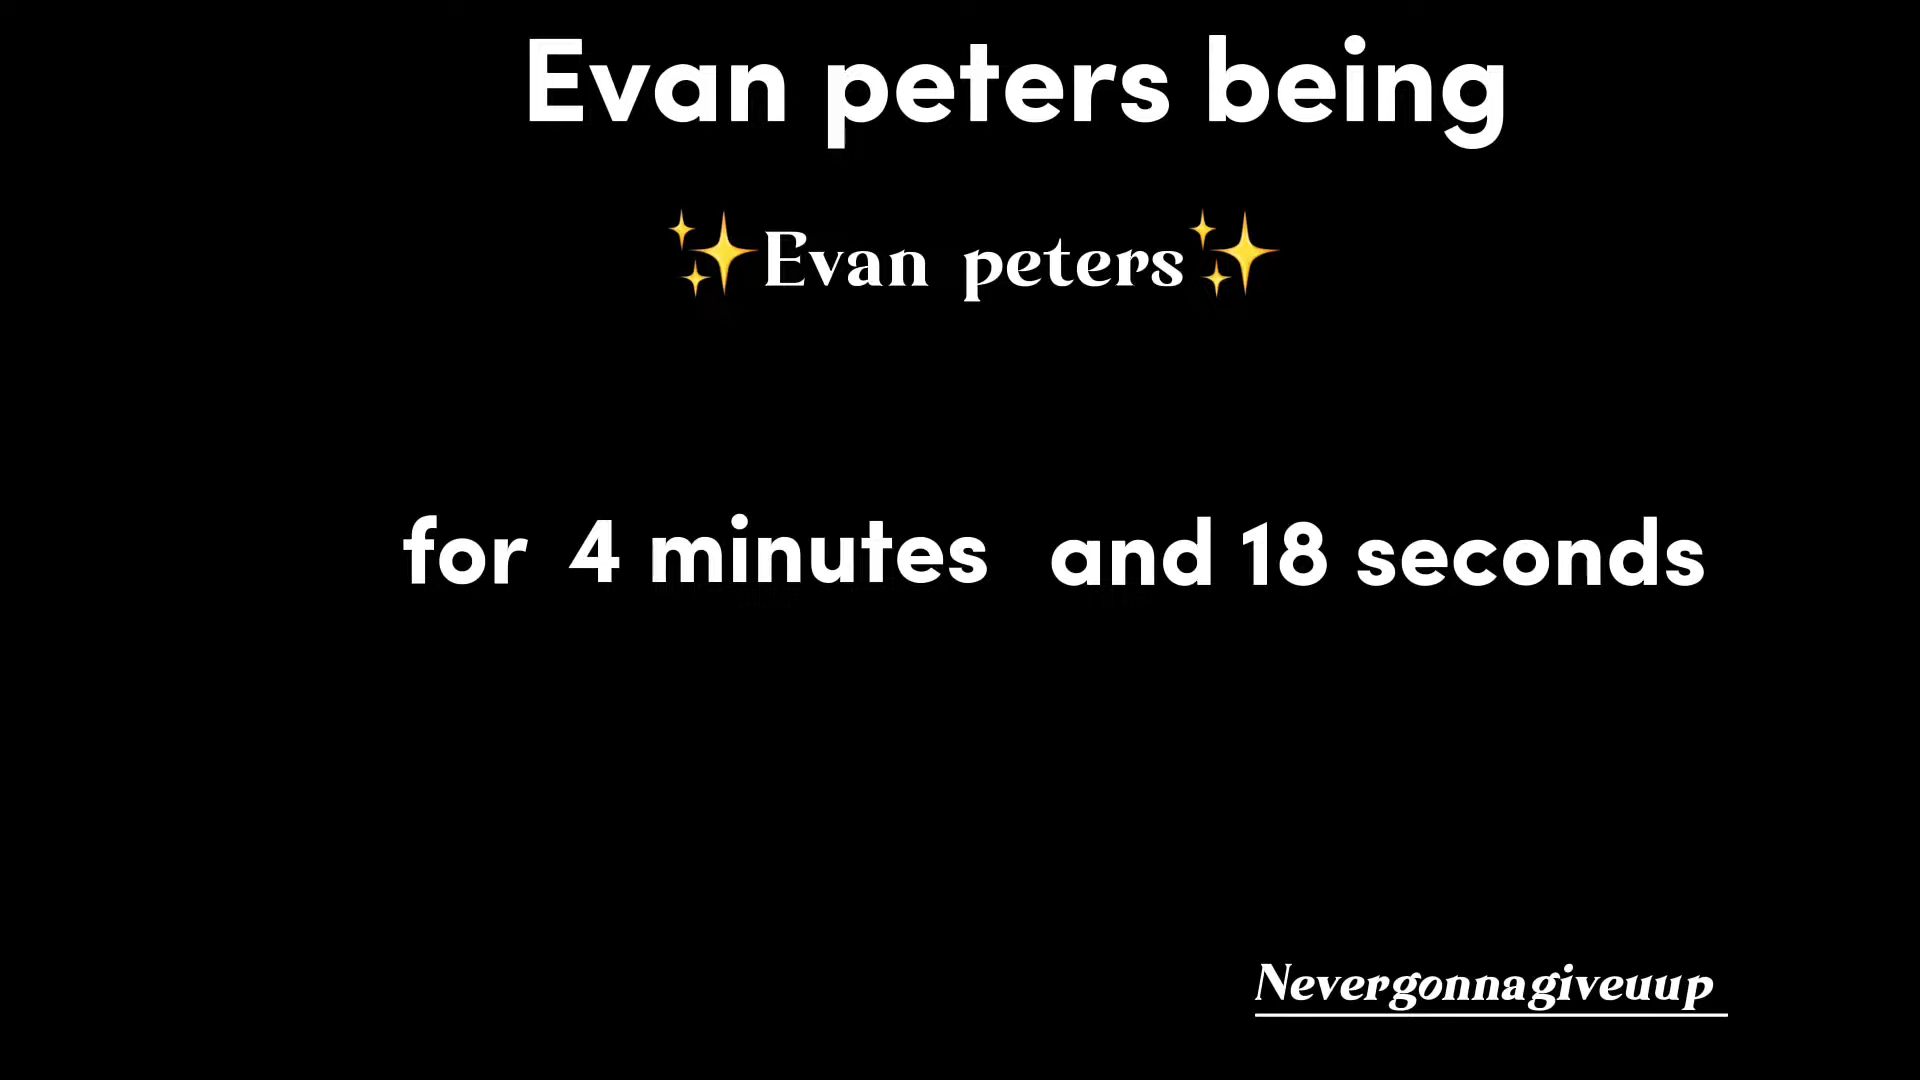 Evan peters being
✨Evan peters✨
for 4 minutes and 18 seconds
Nevergonnagiveuup